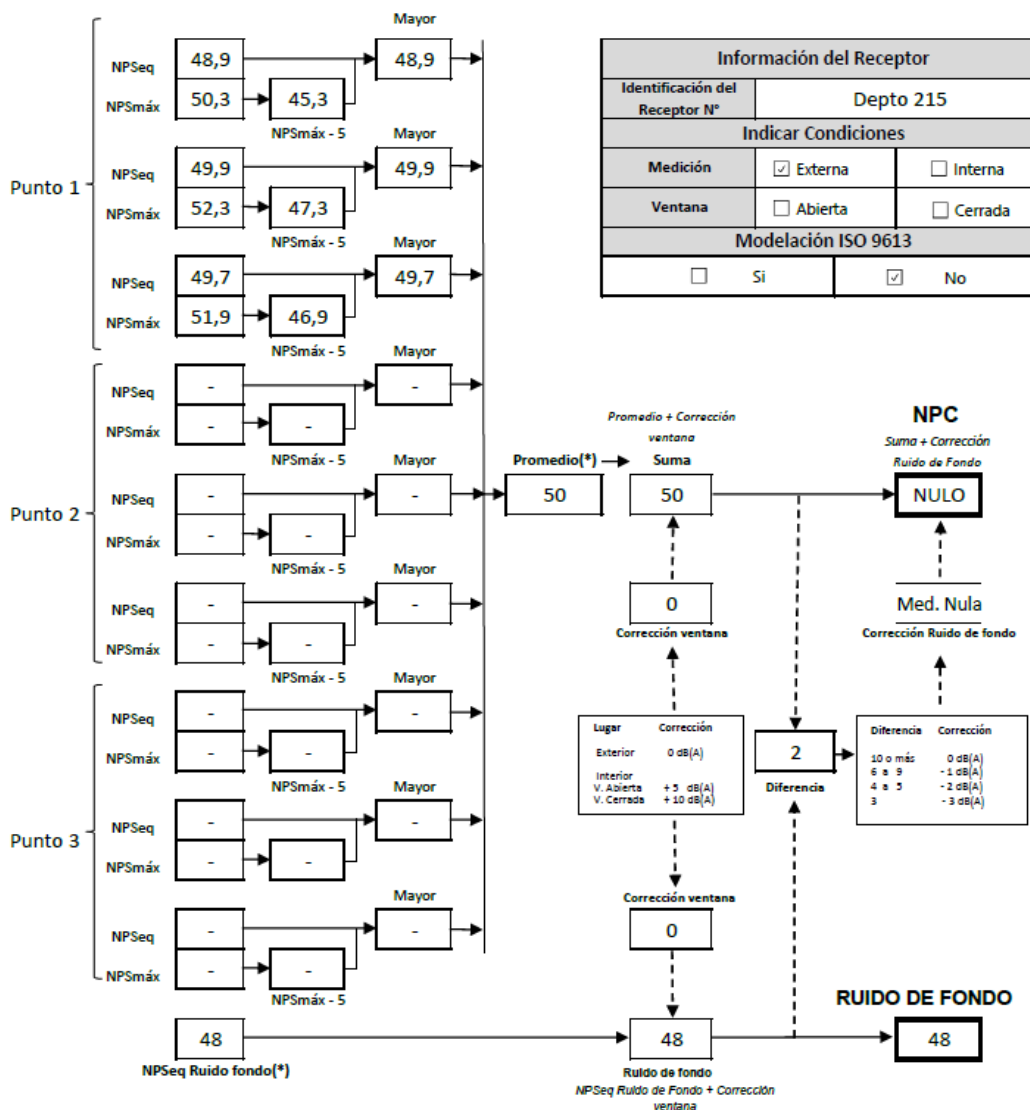 Mayor
NPSeq 48,9 48,9
NPSmáx 50,3 45,3
NPSmáx - 5
Mayor
Punto 1
NPSeq 49,9 49,9
NPSmáx 52,3 47,3
NPSmáx - 5
Mayor
NPSeq 49,7 49,7
NPSmáx 51,9 46,9
NPSmáx - 5
Información del Receptor
Identificación del Receptor N° Depto 215
Indicar Condiciones
Medición ☑ Externa ☐ Interna
Ventana ☐ Abierta ☐ Cerrada
Modelación ISO 9613
☐ Si ☑ No
Mayor
NPSeq - -
NPSmáx - -
NPSmáx - 5
Mayor
Punto 2
NPSeq - -
NPSmáx - -
NPSmáx - 5
Mayor
NPSeq - -
NPSmáx - -
NPSmáx - 5
Mayor
NPSeq - -
NPSmáx - -
NPSmáx - 5
Mayor
Punto 3
NPSeq - -
NPSmáx - -
NPSmáx - 5
Mayor
NPSeq - -
NPSmáx - -
NPSmáx - 5
Promedio(*)
50
Promedio + Corrección
ventana
Suma
50
NPC
Suma + Corrección
Ruido de Fondo
NULO
0
Corrección ventana
Med. Nula
Corrección Ruido de fondo
Lugar Corrección
Exterior 0 dB(A)
Interior
V. Abierta + 5 dB(A)
V. Cerrada + 10 dB(A)
2
Diferencia
Diferencia Corrección
10 o más 0 dB(A)
6 a 9 - 1 dB(A)
4 a 5 - 2 dB(A)
3 - 3 dB(A)
Corrección ventana
0
48
NPSeq Ruido fondo(*)
48
Ruido de fondo
NPSeq Ruido de Fondo + Corrección
ventana
RUIDO DE FONDO
48